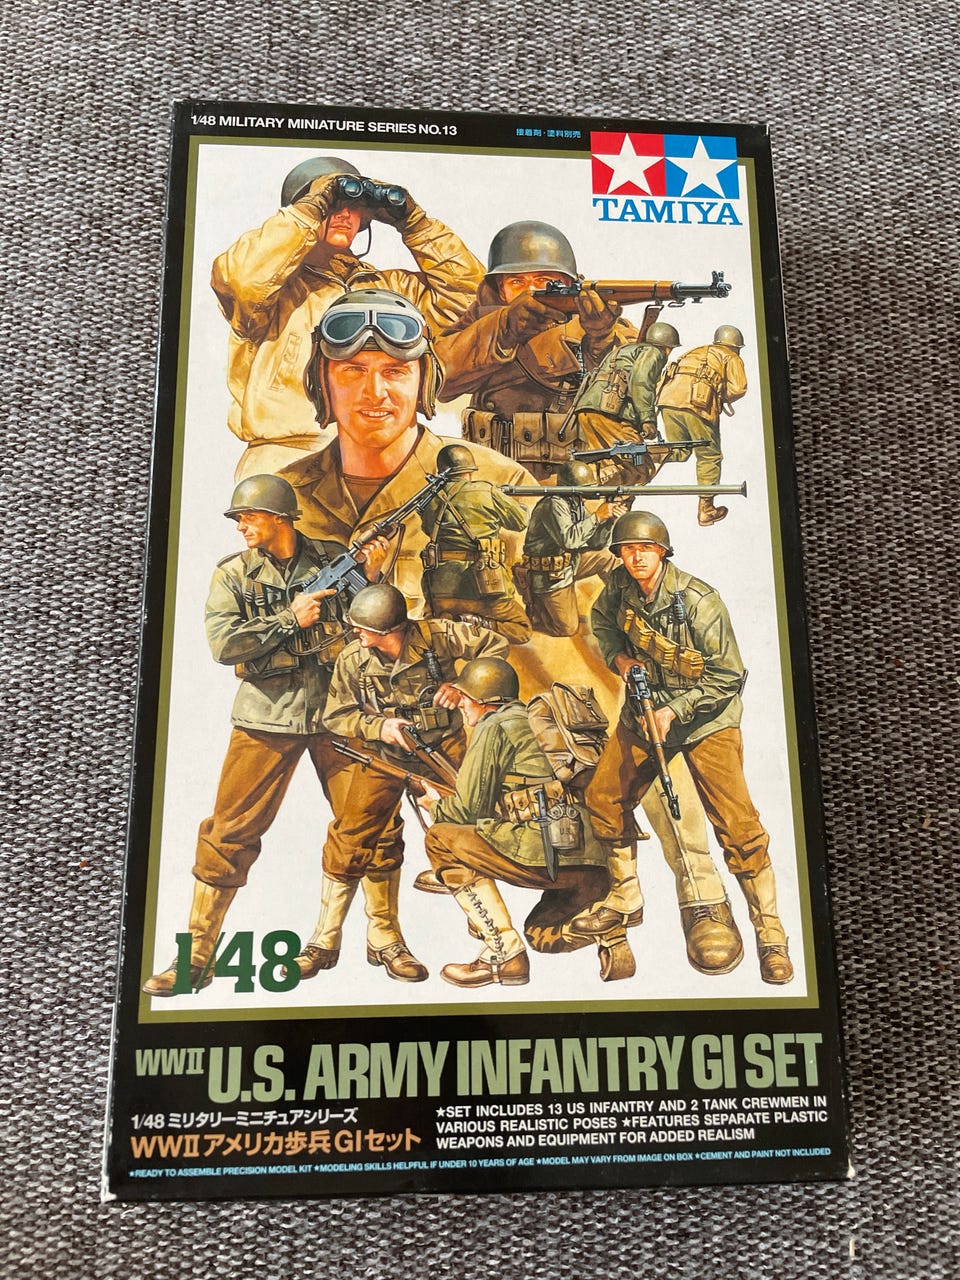 1/48 MILITARY MINIATURE SERIES NO.13
接着剤・塗料別売
TAMIYA
1/48
WWII U.S. ARMY INFANTRY GI SET
1/48 ミリタリーミニチュアシリーズ
WWII アメリカ歩兵GIセット
★SET INCLUDES 13 US INFANTRY AND 2 TANK CREWMEN IN
VARIOUS REALISTIC POSES ★FEATURES SEPARATE PLASTIC
WEAPONS AND EQUIPMENT FOR ADDED REALISM
★READY TO ASSEMBLE PRECISION MODEL KIT ★MODELING SKILLS HELPFUL IF UNDER 10 YEARS OF AGE ★MODEL MAY VARY FROM IMAGE ON BOX ★CEMENT AND PAINT NOT INCLUDED